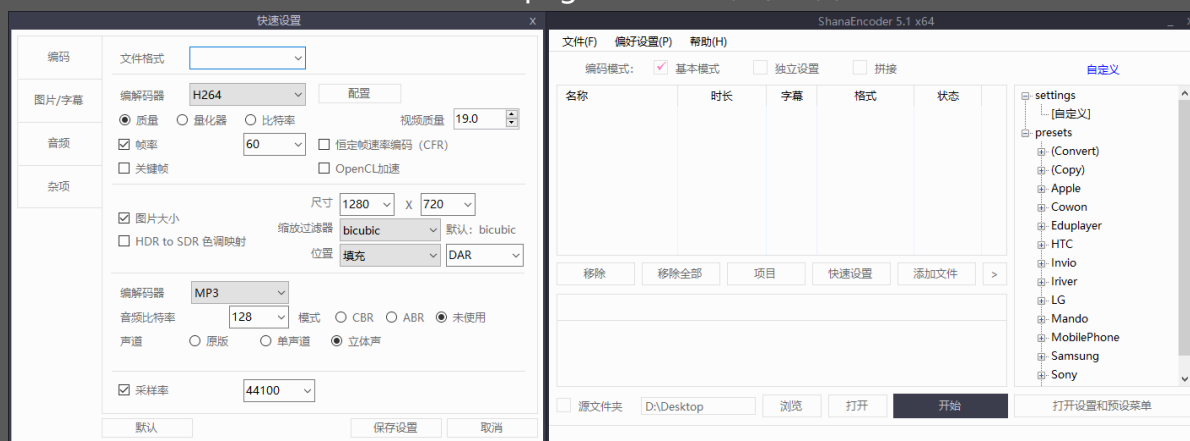 快速设置
X
编码
图片/字幕
音频
杂项
文件格式
编解码器 H264 配置
质量 量化器 比特率 视频质量 19.0
帧率 60 恒定帧速率编码（CFR）
关键帧 OpenCL加速
尺寸 1280 X 720
图片大小
缩放过滤器 bicubic 默认：bicubic
HDR to SDR 色调映射
位置 填充 DAR
编解码器 MP3
音频比特率 128 模式 CBR ABR 未使用
声道 原版 单声道 立体声
采样率 44100
默认 保存设置 取消
ShanaEncoder 5.1 x64
文件(F) 偏好设置(P) 帮助(H)
编码模式： 基本模式 独立设置 拼接
自定义
名称 时长 字幕 格式 状态
移除 移除全部 项目 快速设置 添加文件 >
settings
[自定义]
presets
(Convert)
(Copy)
Apple
Cowon
Eduplayer
HTC
Invio
Iriver
LG
Mando
MobilePhone
Samsung
Sony
源文件夹 D:\Desktop 浏览 打开 开始 打开设置和预设菜单